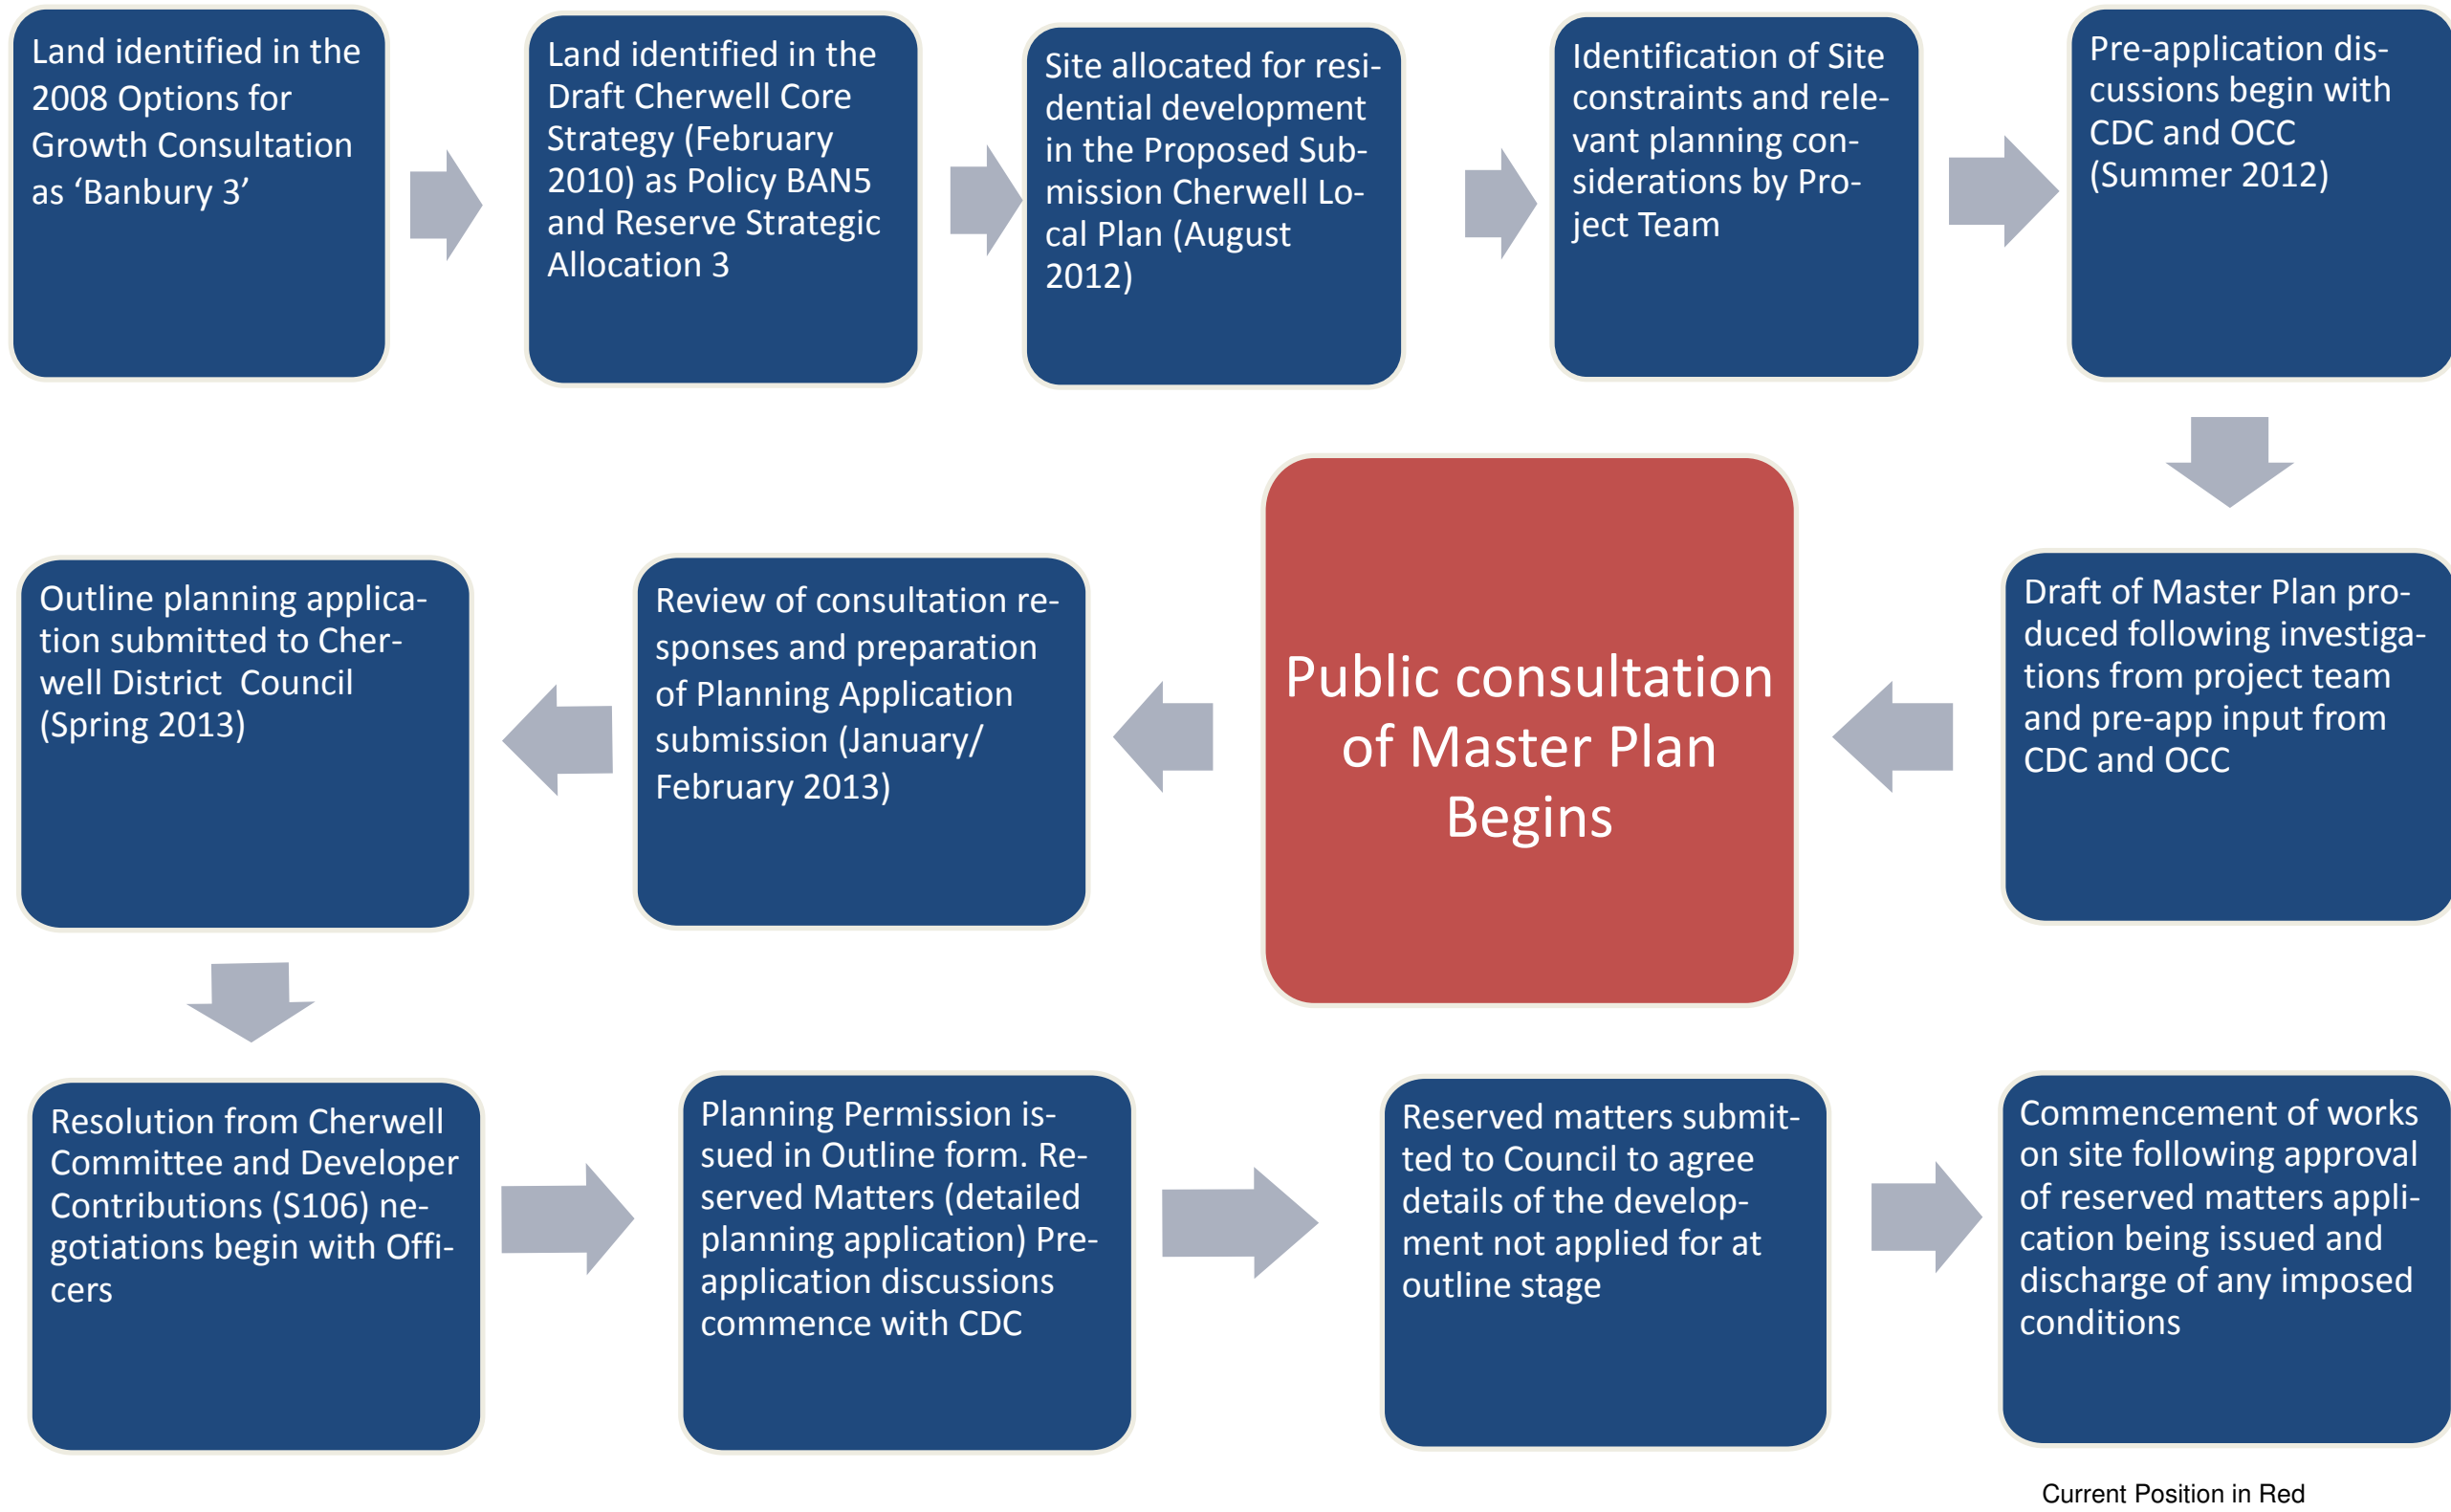 Land identified in the
2008 Options for
Growth Consultation
as ‘Banbury 3’
Land identified in the
Draft Cherwell Core
Strategy (February
2010) as Policy BAN5
and Reserve Strategic
Allocation 3
Site allocated for resi-
dential development
in the Proposed Sub-
mission Cherwell Lo-
cal Plan (August
2012)
Identification of Site
constraints and rele-
vant planning con-
siderations by Pro-
ject Team
Pre-application dis-
cussions begin with
CDC and OCC
(Summer 2012)
Draft of Master Plan pro-
duced following investiga-
tions from project team
and pre-app input from
CDC and OCC
Public consultation
of Master Plan
Begins
Review of consultation re-
sponses and preparation
of Planning Application
submission (January/
February 2013)
Outline planning applica-
tion submitted to Cher-
well District  Council
(Spring 2013)
Resolution from Cherwell
Committee and Developer
Contributions (S106) ne-
gotiations begin with Offi-
cers
Planning Permission is-
sued in Outline form. Re-
served Matters (detailed
planning application) Pre-
application discussions
commence with CDC
Reserved matters submit-
ted to Council to agree
details of the develop-
ment not applied for at
outline stage
Commencement of works
on site following approval
of reserved matters appli-
cation being issued and
discharge of any imposed
conditions
Current Position in Red